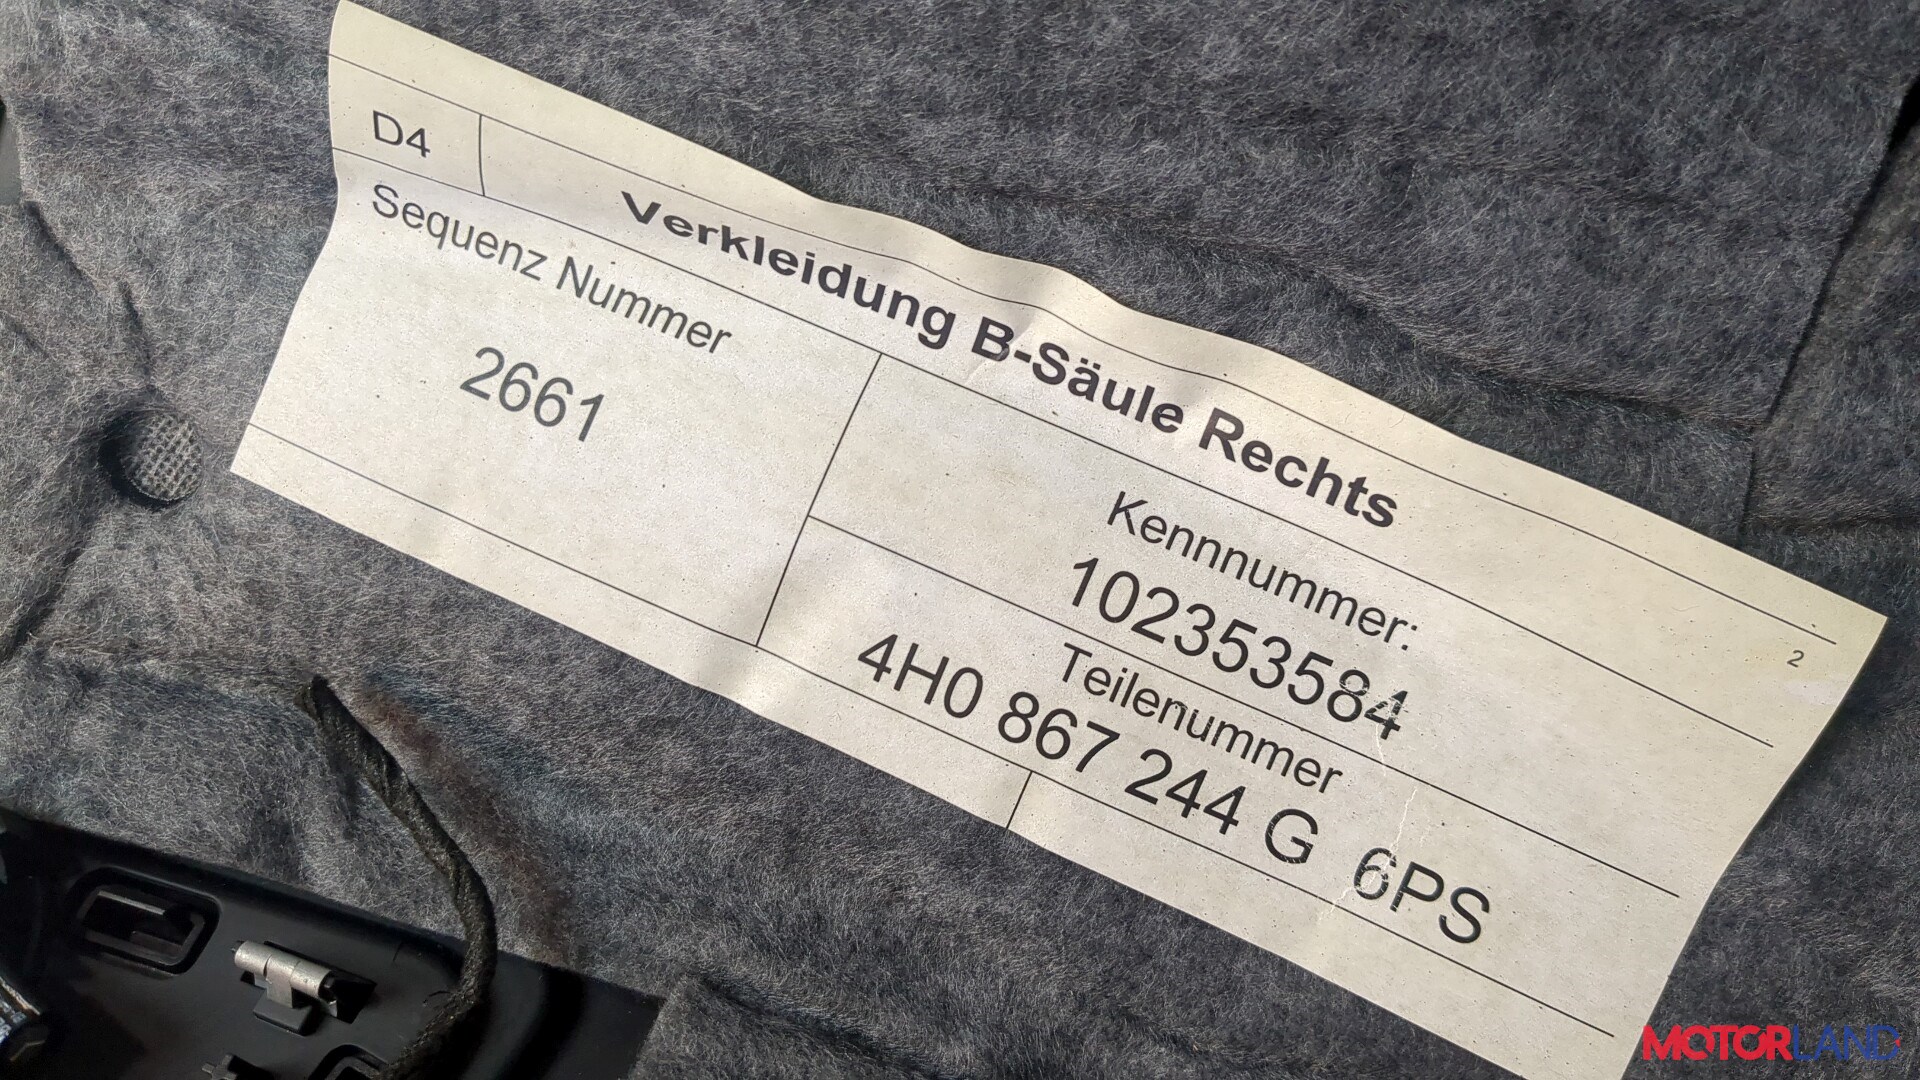 D4
Verkleidung B-Säule Rechts
2
Sequenz Nummer
2661
Kennnummer:
102353584
Teilenummer
4H0 867 244 G 6PS
MOTORLAND